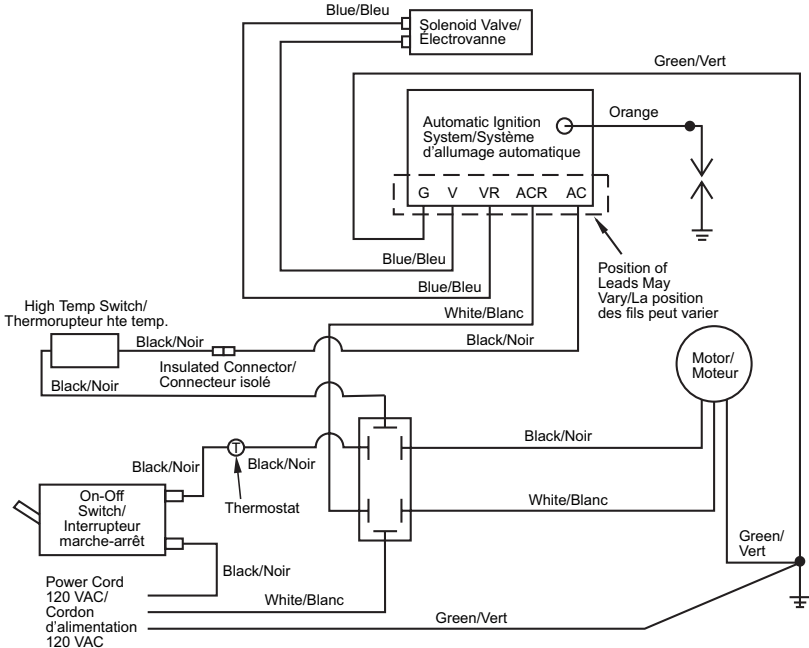 Blue/Bleu
Solenoid Valve/
Électrovanne
Green/Vert
Automatic Ignition
System/Système
d'allumage automatique
Orange
G V VR ACR AC
Blue/Bleu
Blue/Bleu
Position of
Leads May
Vary/La position
des fils peut varier
White/Blanc
High Temp Switch/
Thermorupteur hte temp.
Black/Noir
Black/Noir
Insulated Connector/
Connecteur isolé
Black/Noir
Motor/
Moteur
Black/Noir
T
Black/Noir
Black/Noir
Thermostat
On-Off
Switch/
Interrupteur
marche-arrêt
White/Blanc
Green/
Vert
Black/Noir
Power Cord
120 VAC/
Cordon
d'alimentation
120 VAC
White/Blanc
Green/Vert